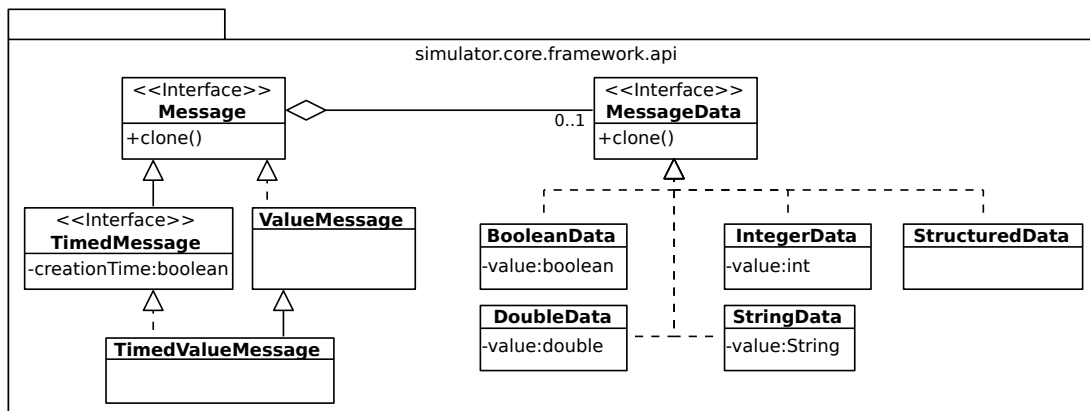 simulator.core.framework.api
<<Interface>>
Message
+clone()
0..1
<<Interface>>
MessageData
+clone()
<<Interface>>
TimedMessage
-creationTime:boolean
ValueMessage
TimedValueMessage
BooleanData
-value:boolean
IntegerData
-value:int
StructuredData
DoubleData
-value:double
StringData
-value:String